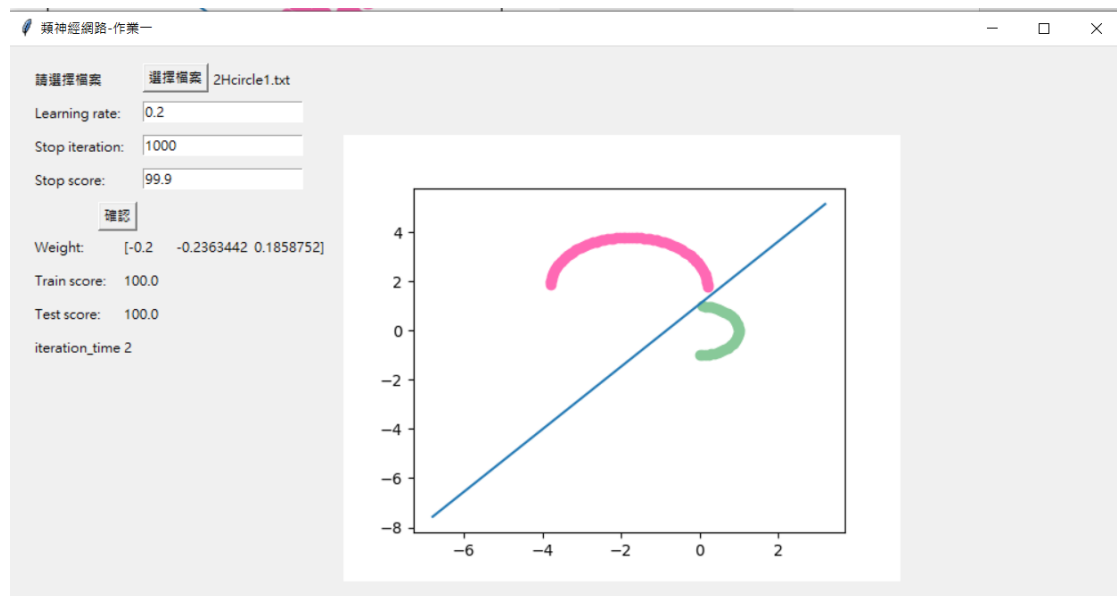 類神經網路-作業一
請選擇檔案 選擇檔案 2Hcircle1.txt
Learning rate: 0.2
Stop iteration: 1000
Stop score: 99.9
確認
Weight: [-0.2 -0.2363442 0.1858752]
Train score: 100.0
Test score: 100.0
iteration_time 2
4
2
0
−2
−4
−6
−8
−6 −4 −2 0 2